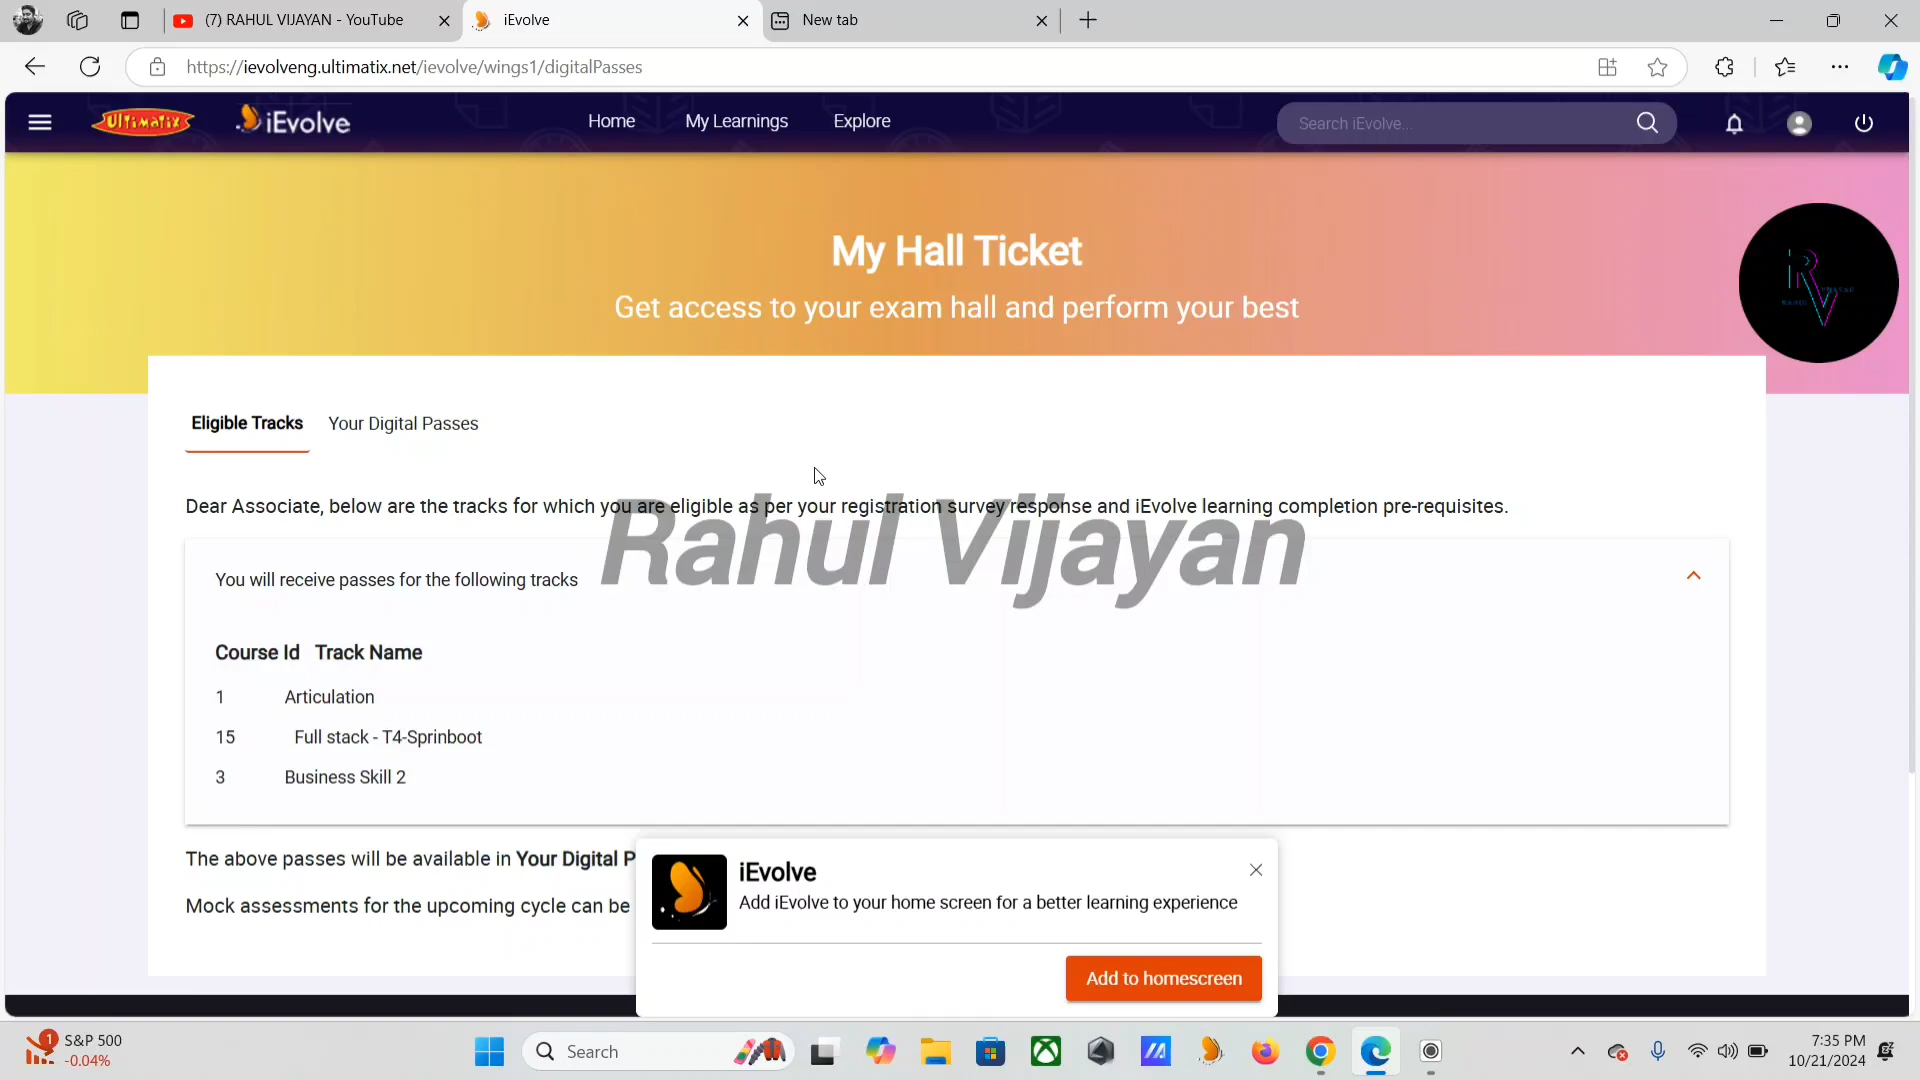 (7) RAHUL VIJAYAN - YouTube
iEvolve
New tab
https://ievolveng.ultimatix.net/ievolve/wings1/digitalPasses
Ultimatix
iEvolve
Home
My Learnings
Explore
Search iEvolve...
My Hall Ticket
Get access to your exam hall and perform your best
RV
Eligible Tracks
Your Digital Passes
Dear Associate, below are the tracks for which you are eligible as per your registration survey response and iEvolve learning completion pre-requisites.
Rahul Vijayan
You will receive passes for the following tracks
Course Id Track Name
1 Articulation
15 Full stack - T4-Sprinboot
3 Business Skill 2
The above passes will be available in Your Digital P
Mock assessments for the upcoming cycle can be
iEvolve
Add iEvolve to your home screen for a better learning experience
Add to homescreen
1
S&P 500
-0.04%
Search
7:35 PM
10/21/2024